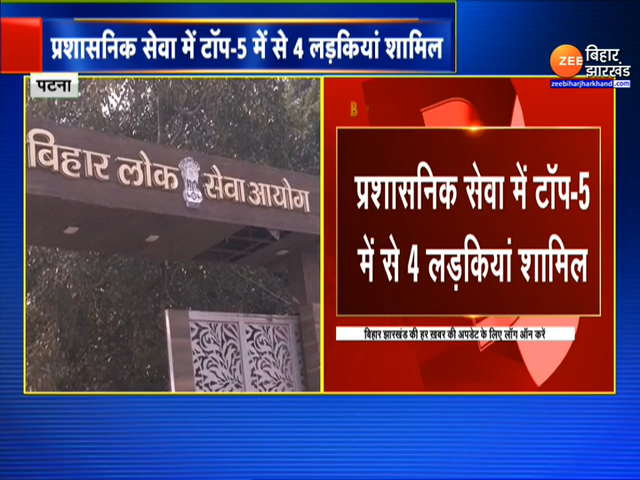 प्रशासनिक सेवा में टॉप-5 में से 4 लड़कियां शामिल
ZEE बिहार झारखंड
zeebiharjharkhand.com
पटना
बिहार लोक सेवा आयोग
B
प्रशासनिक सेवा में टॉप-5
में से 4 लड़कियां शामिल
बिहार झारखंड की हर खबर की अपडेट के लिए लॉग ऑन करें